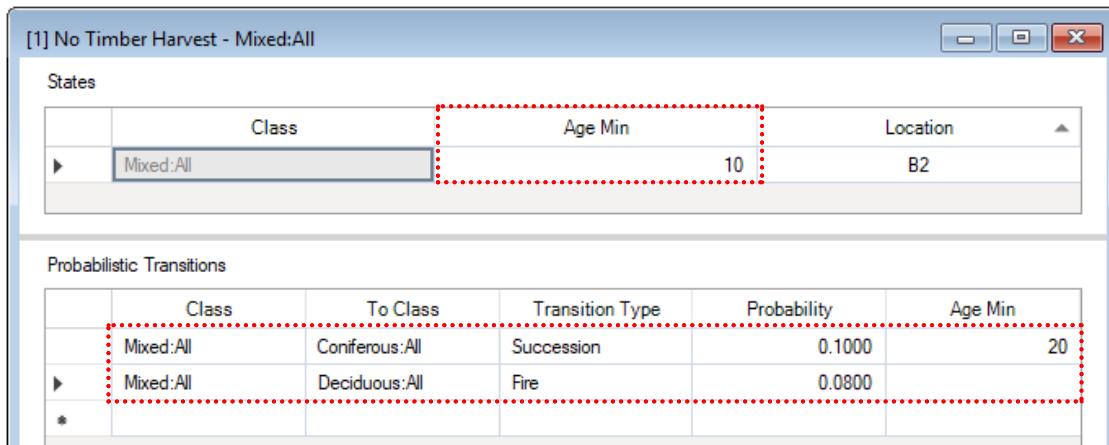 [1] No Timber Harvest - Mixed:All
States
Class Age Min Location
Mixed:All 10 B2
Probabilistic Transitions
Class To Class Transition Type Probability Age Min
Mixed:All Coniferous:All Succession 0.1000 20
Mixed:All Deciduous:All Fire 0.0800